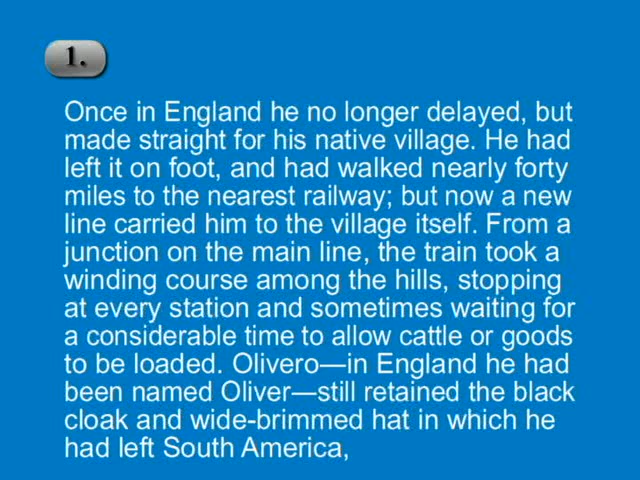 1.
Once in England he no longer delayed, but
made straight for his native village. He had
left it on foot, and had walked nearly forty
miles to the nearest railway; but now a new
line carried him to the village itself. From a
junction on the main line, the train took a
winding course among the hills, stopping
at every station and sometimes waiting for
a considerable time to allow cattle or goods
to be loaded. Olivero—in England he had
been named Oliver—still retained the black
cloak and wide-brimmed hat in which he
had left South America,